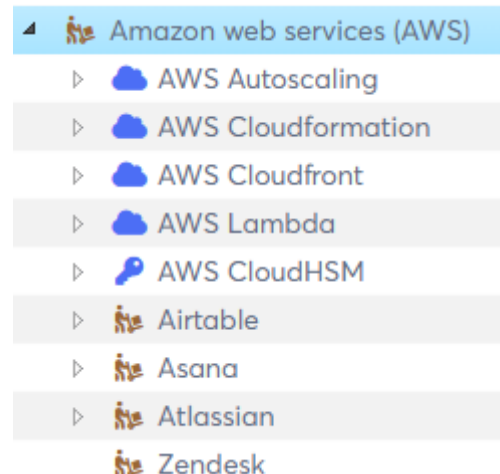 Amazon web services (AWS)
AWS Autoscaling
AWS Cloudformation
AWS Cloudfront
AWS Lambda
AWS CloudHSM
Airtable
Asana
Atlassian
Zendesk